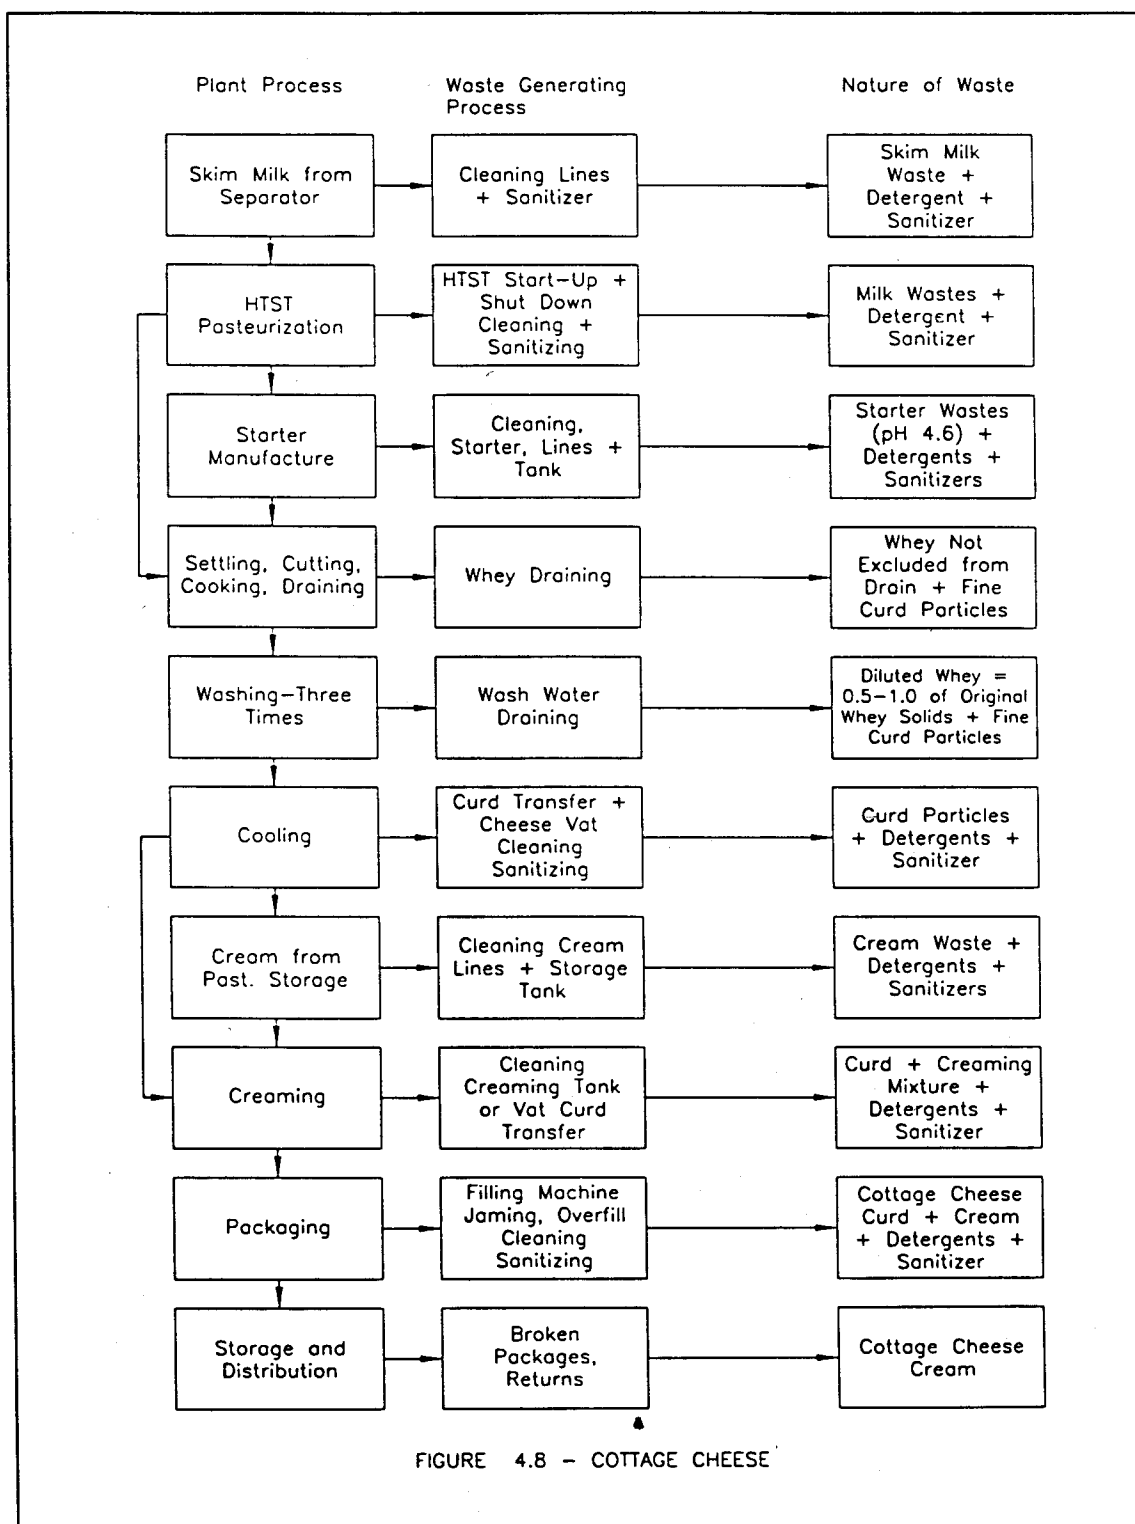 Plant Process
Waste Generating
Process
Nature of Waste
Skim Milk from
Separator
Cleaning Lines
+ Sanitizer
Skim Milk
Waste +
Detergent +
Sanitizer
HTST
Pasteurization
HTST Start-Up +
Shut Down
Cleaning +
Sanitizing
Milk Wastes +
Detergent +
Sanitizer
Starter
Manufacture
Cleaning,
Starter, Lines +
Tank
Starter Wastes
(pH 4.6) +
Detergents +
Sanitizers
Settling, Cutting,
Cooking, Draining
Whey Draining
Whey Not
Excluded from
Drain + Fine
Curd Particles
Washing-Three
Times
Wash Water
Draining
Diluted Whey =
0.5-1.0 of Original
Whey Solids + Fine
Curd Particles
Cooling
Curd Transfer +
Cheese Vat
Cleaning
Sanitizing
Curd Particles
+ Detergents +
Sanitizer
Cream from
Past. Storage
Cleaning Cream
Lines + Storage
Tank
Cream Waste +
Detergents +
Sanitizers
Creaming
Cleaning
Creaming Tank
or Vat Curd
Transfer
Curd + Creaming
Mixture +
Detergents +
Sanitizer
Packaging
Filling Machine
Jaming, Overfill
Cleaning
Sanitizing
Cottage Cheese
Curd + Cream
+ Detergents +
Sanitizer
Storage and
Distribution
Broken
Packages,
Returns
Cottage Cheese
Cream
FIGURE 4.8 - COTTAGE CHEESE